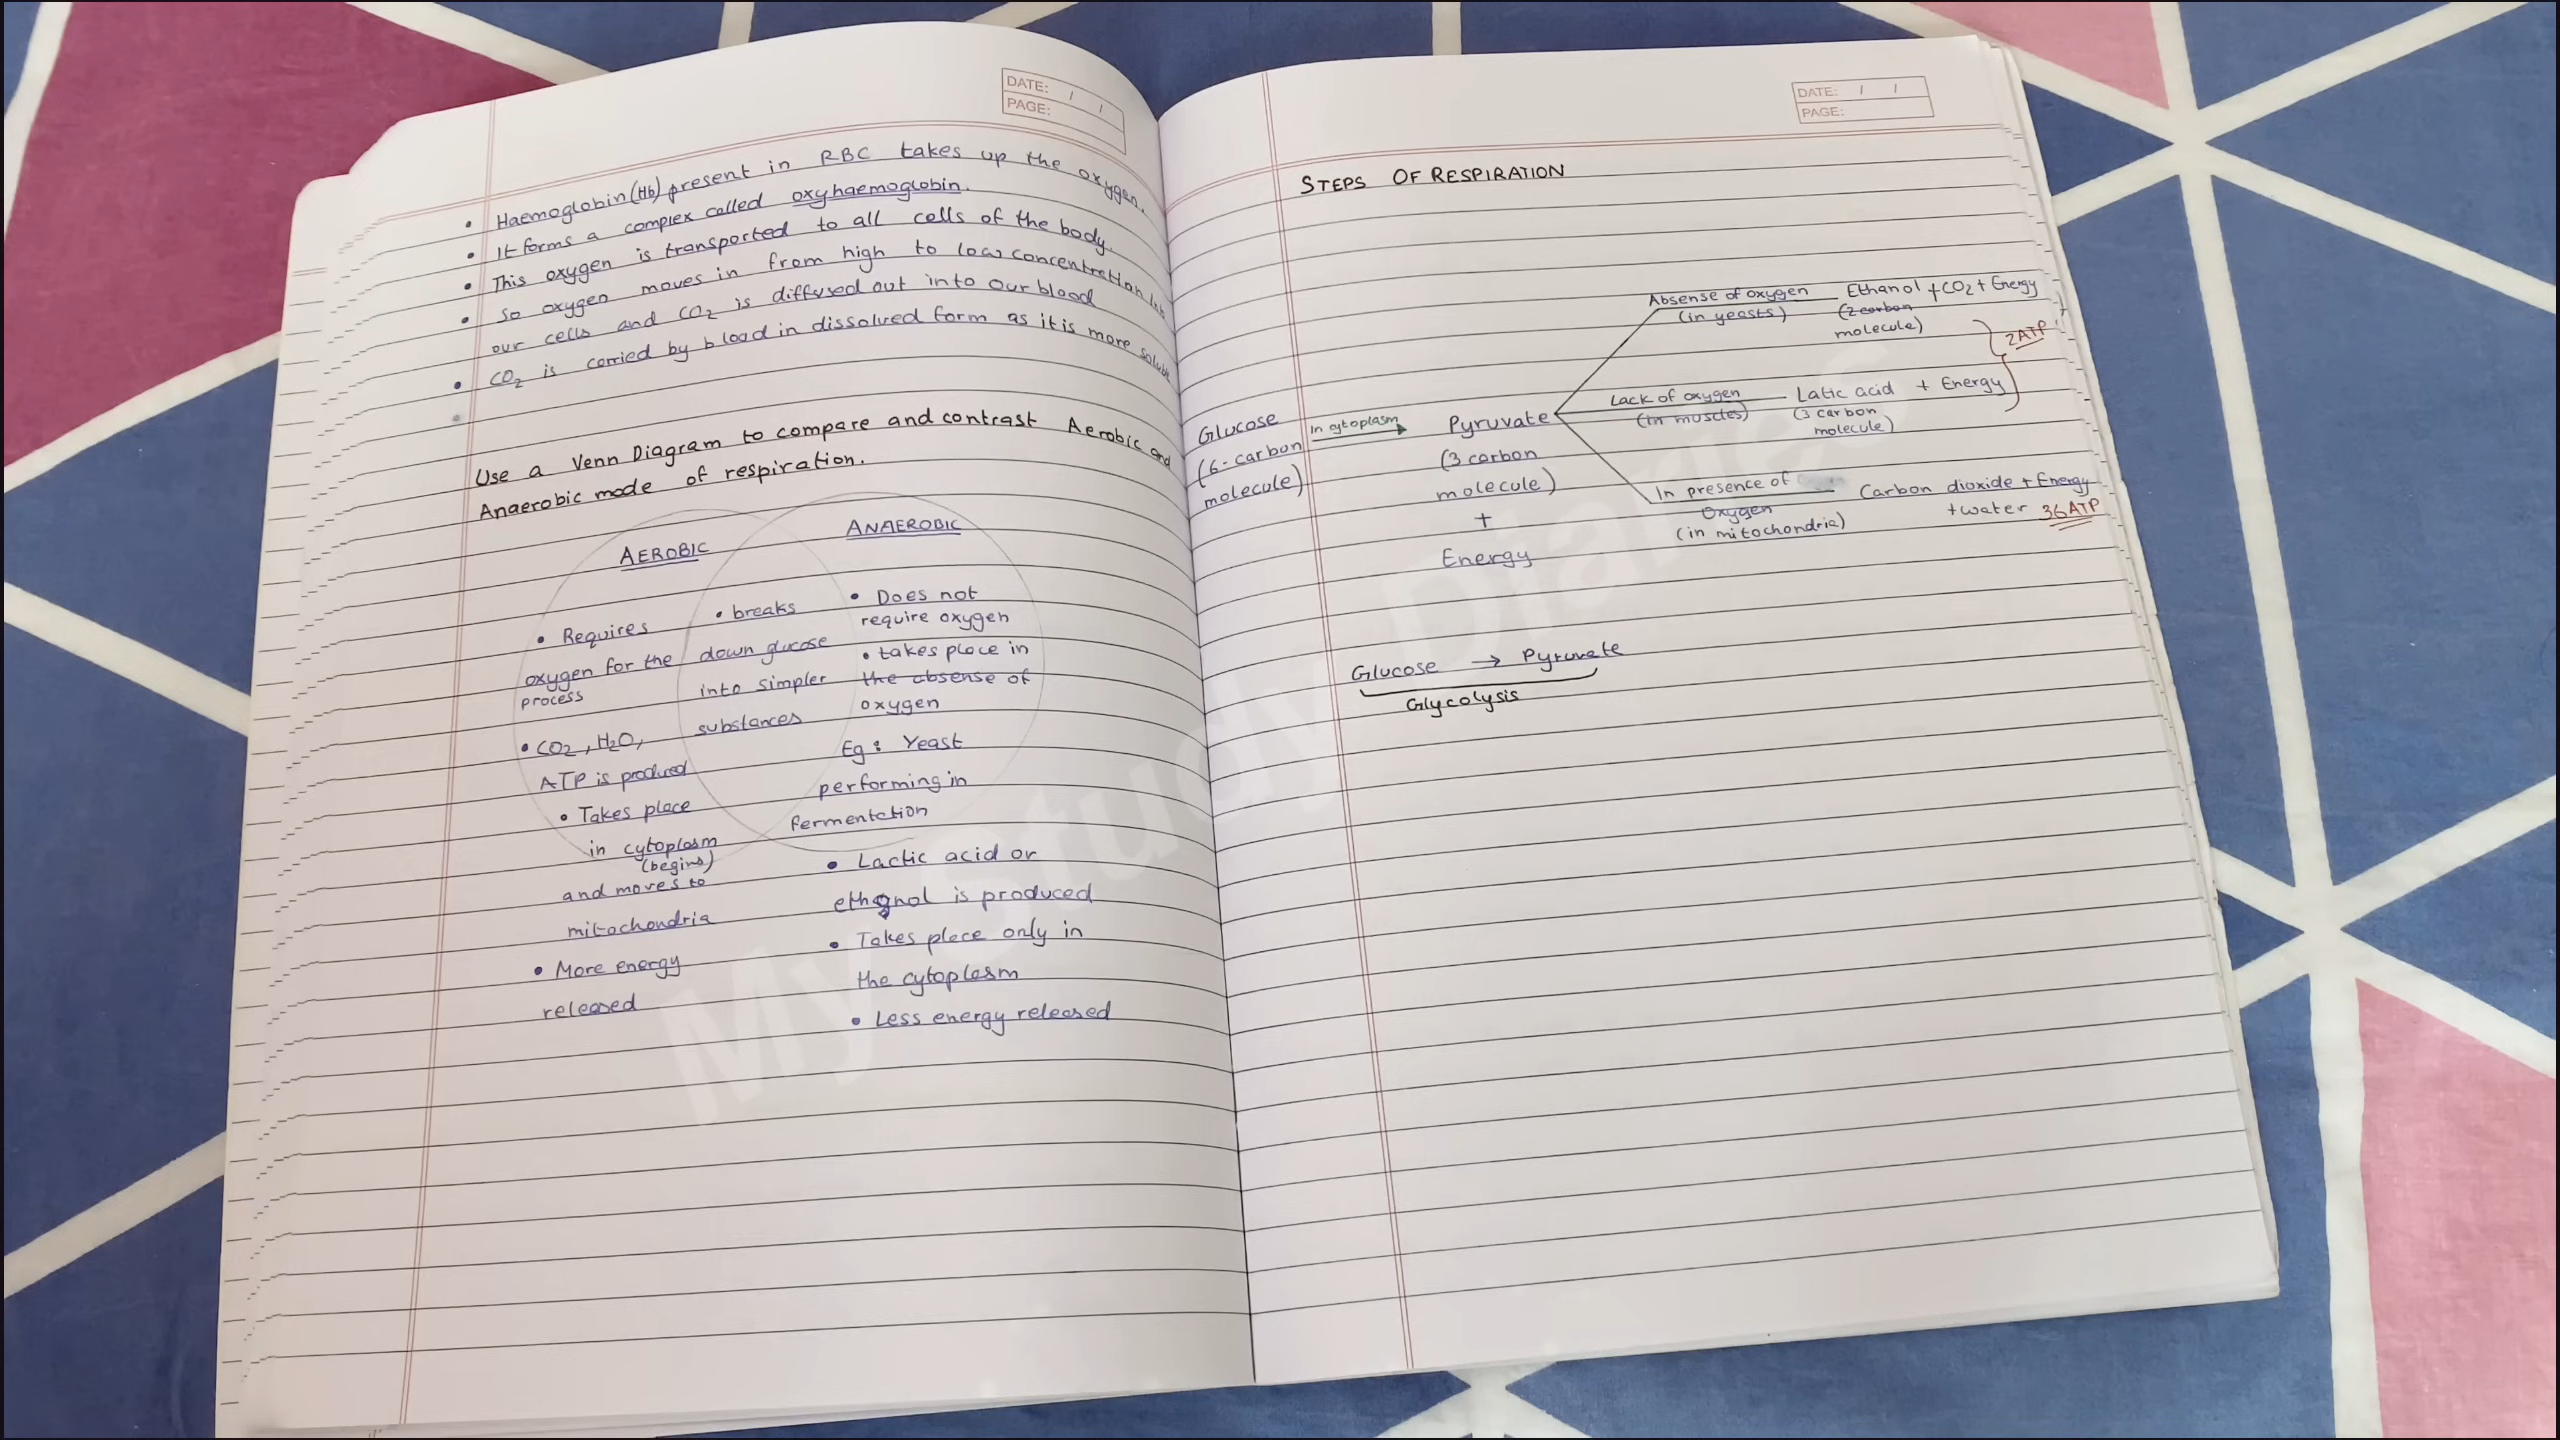 DATE: / /
PAGE:
• Haemoglobin (Hb) present in RBC takes up the oxygen.
• It forms a complex called oxyhaemoglobin.
• This oxygen is transported to all cells of the body.
• So oxygen moves in from high to low concentration in
our cells and CO2 is diffused out into our blood
• CO2 is carried by blood in dissolved form as it is more soluble
Use a Venn Diagram to compare and contrast Aerobic and
Anaerobic mode of respiration.
AEROBIC
• Requires
oxygen for the
process
• CO2, H2O,
ATP is produced
• Takes place
in cytoplasm
(begins)
and moves to
mitochondria
• More energy
released
• breaks
down glucose
into simpler
substances
ANAEROBIC
• Does not
require oxygen
• takes place in
the absense of
oxygen
Eg: Yeast
performing in
fermentation
• Lactic acid or
ethanol is produced
• Takes place only in
the cytoplasm
• Less energy released
DATE: / /
PAGE:
STEPS OF RESPIRATION
Glucose
(6-carbon
molecule)
In cytoplasm
Pyruvate
(3 carbon
molecule)
+
Energy
Absense of oxygen
(in yeasts)
Ethanol + CO2 + Energy
(2 carbon
molecule)
2ATP
Lack of oxygen
(in muscles)
Latic acid + Energy
(3 carbon
molecule)
In presence of
Oxygen
(in mitochondria)
Carbon dioxide + Energy
+ water 36ATP
Glucose → Pyruvate
Glycolysis
My Study Diaries